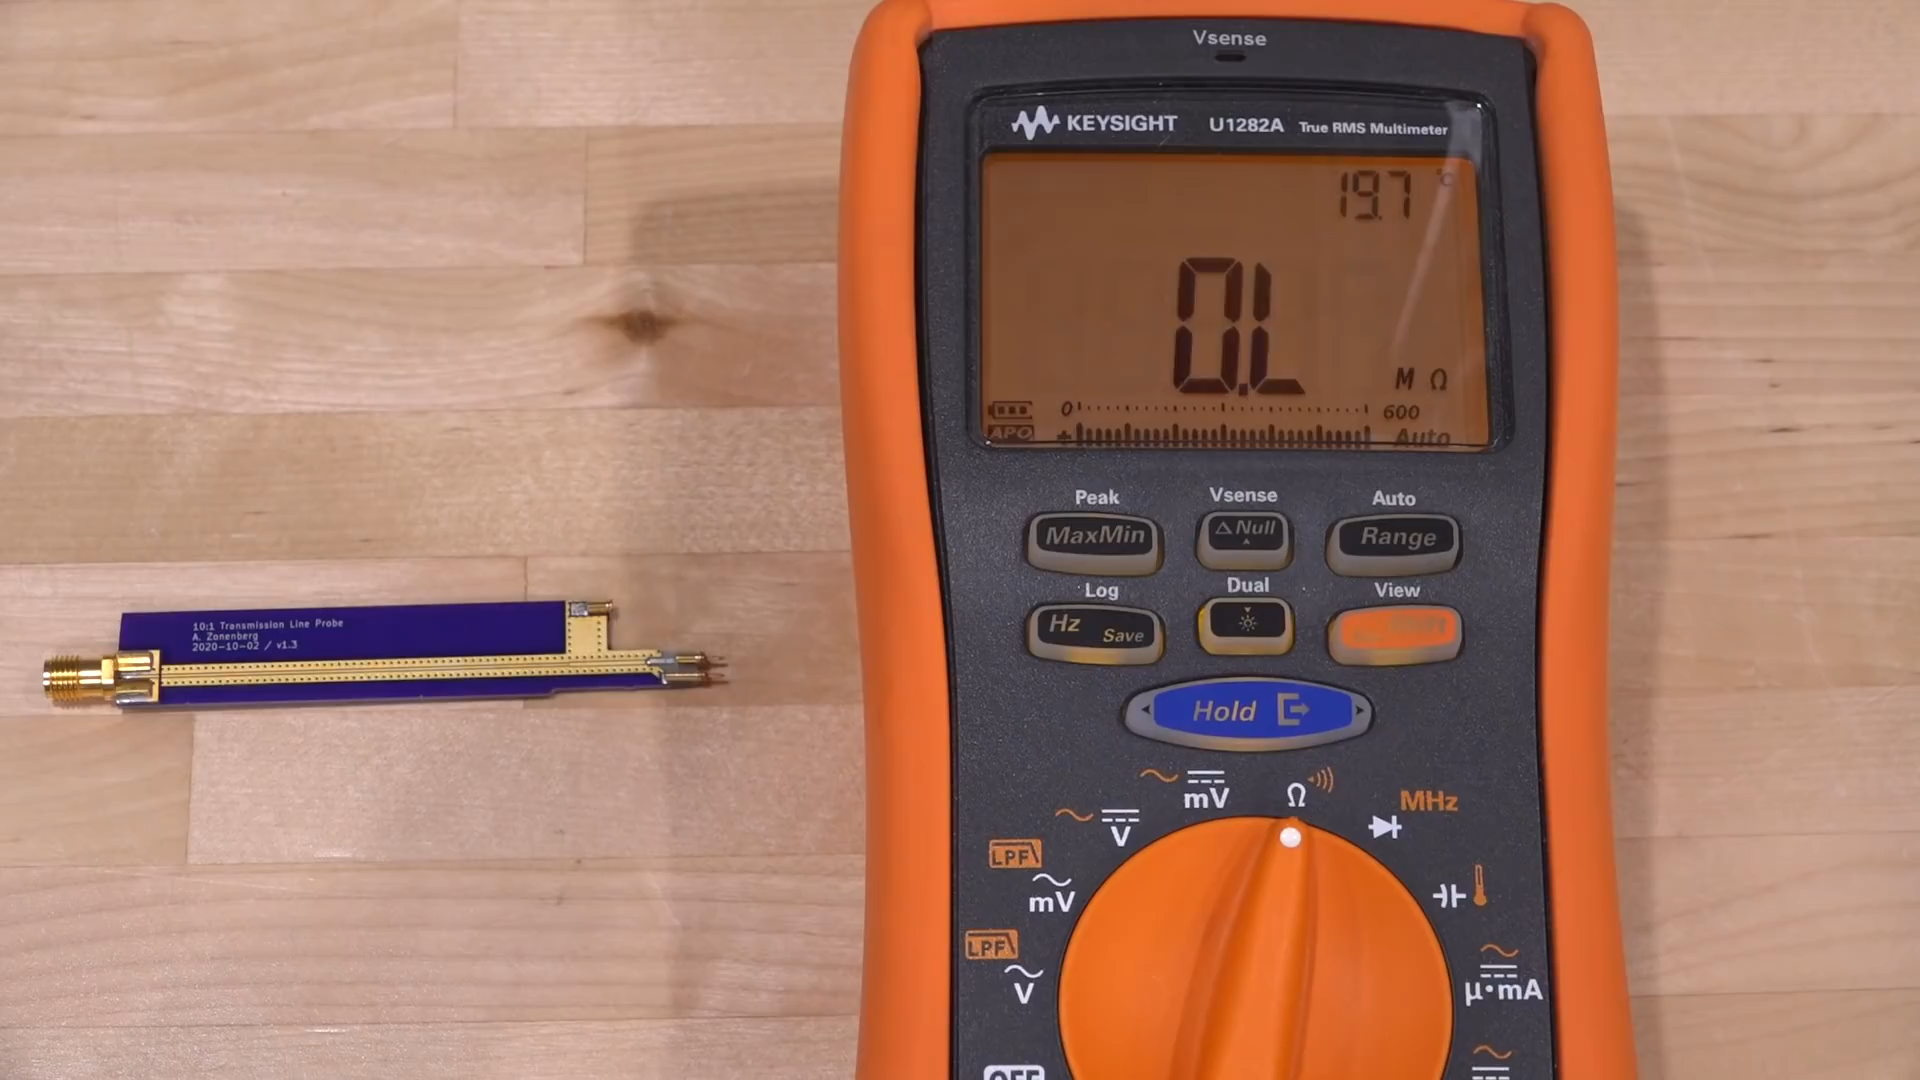 Vsense
KEYSIGHT U1282A True RMS Multimeter
19.7 °C
0.L
M Ω
0 600
APO Auto
Peak Vsense Auto
MaxMin ΔNull Range
Log Dual View
Hz Save
Hold
10:1 Transmission Line Probe
A. Zonenberg
2020-10-02 / v1.3
mV Ω
MHz
V
LPF
mV
LPF
V
μ·mA
OFF